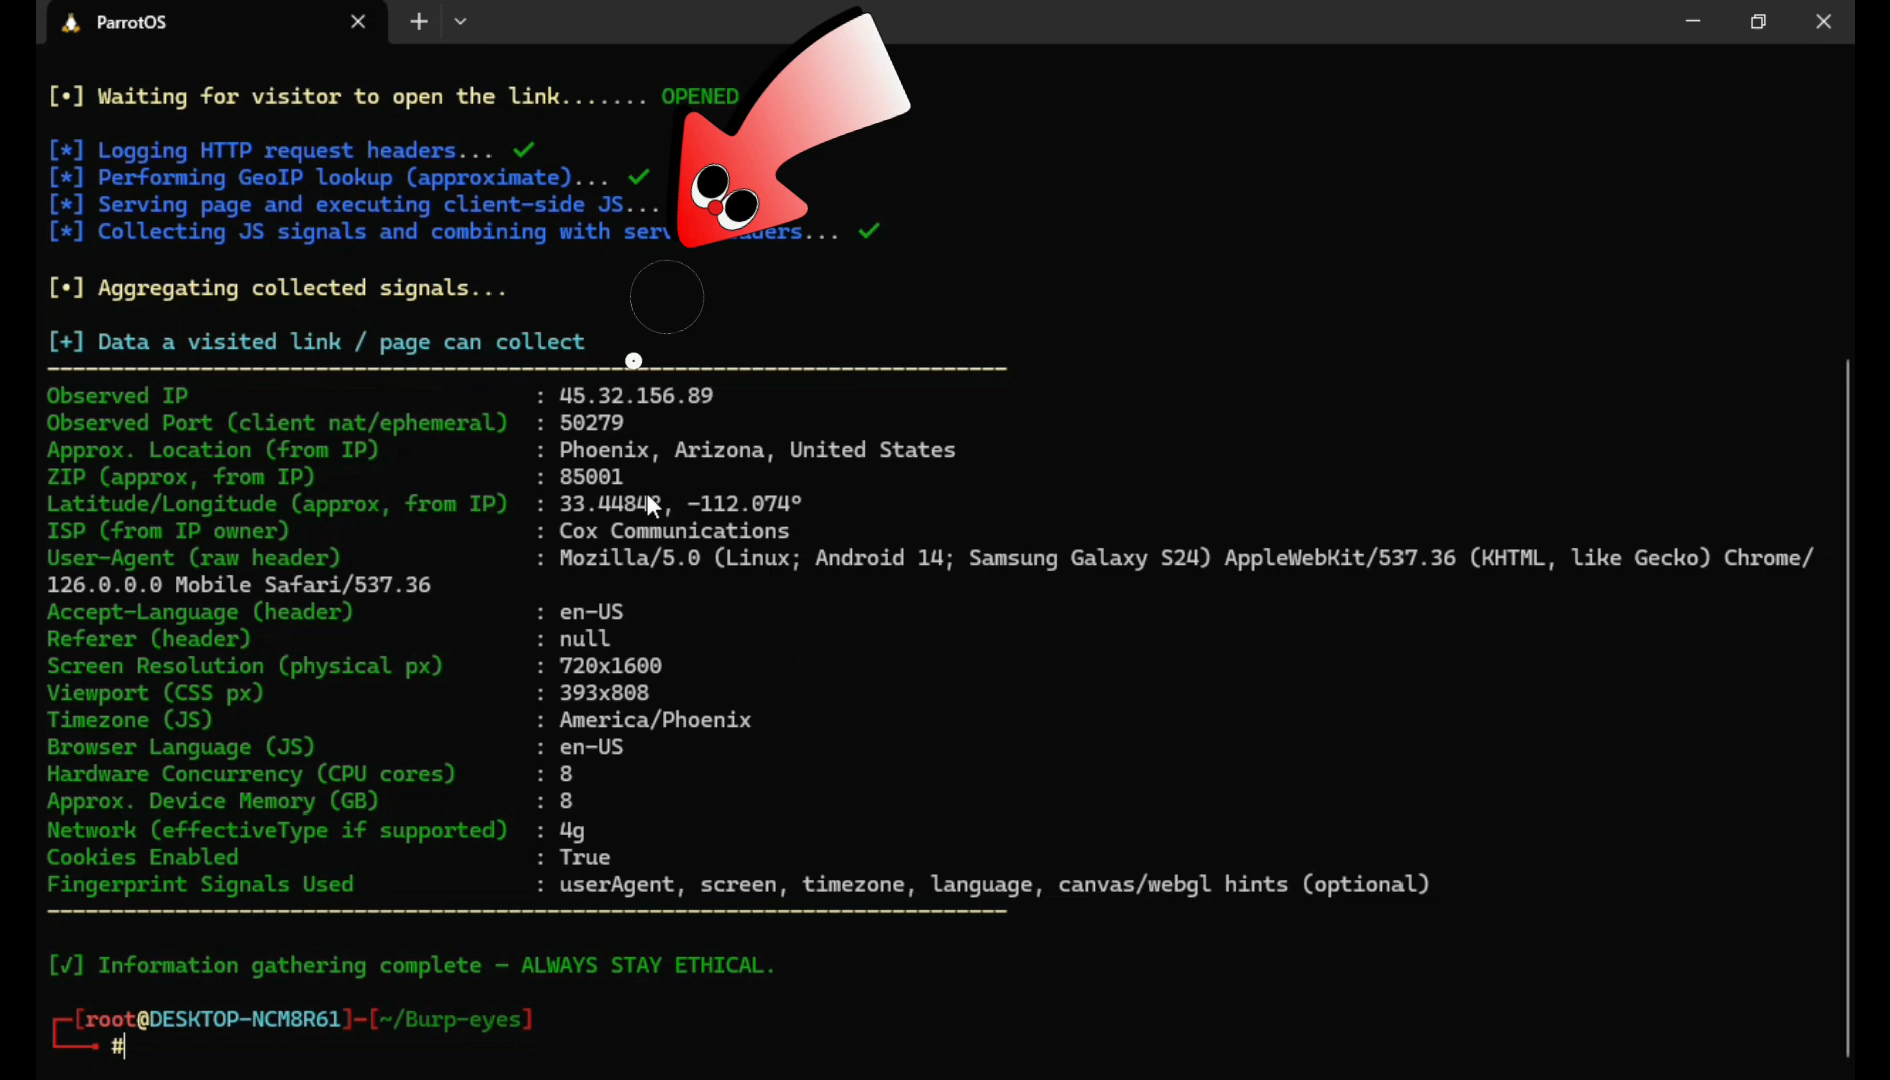 ParrotOS
[•] Waiting for visitor to open the link....... OPENED
[*] Logging HTTP request headers... ✓
[*] Performing GeoIP lookup (approximate)... ✓
[*] Serving page and executing client-side JS...
[*] Collecting JS signals and combining with ... ✓
[•] Aggregating collected signals...
[+] Data a visited link / page can collect
Observed IP : 45.32.156.89
Observed Port (client nat/ephemeral) : 50279
Approx. Location (from IP) : Phoenix, Arizona, United States
ZIP (approx, from IP) : 85001
Latitude/Longitude (approx, from IP) : -112.074°
ISP (from IP owner) : Cox Communications
User-Agent (raw header) : Mozilla/5.0 (Linux; Android 14; Samsung Galaxy S24) AppleWebKit/537.36 (KHTML, like Gecko) Chrome/
126.0.0.0 Mobile Safari/537.36
Accept-Language (header) : en-US
Referer (header) : null
Screen Resolution (physical px) : 720x1600
Viewport (CSS px) : 393x808
Timezone (JS) : America/Phoenix
Browser Language (JS) : en-US
Hardware Concurrency (CPU cores) : 8
Approx. Device Memory (GB) : 8
Network (effectiveType if supported) : 4g
Cookies Enabled : True
Fingerprint Signals Used : userAgent, screen, timezone, language, canvas/webgl hints (optional)
[√] Information gathering complete - ALWAYS STAY ETHICAL.
[root@DESKTOP-NCM8R61]-[~/Burp-eyes]
#